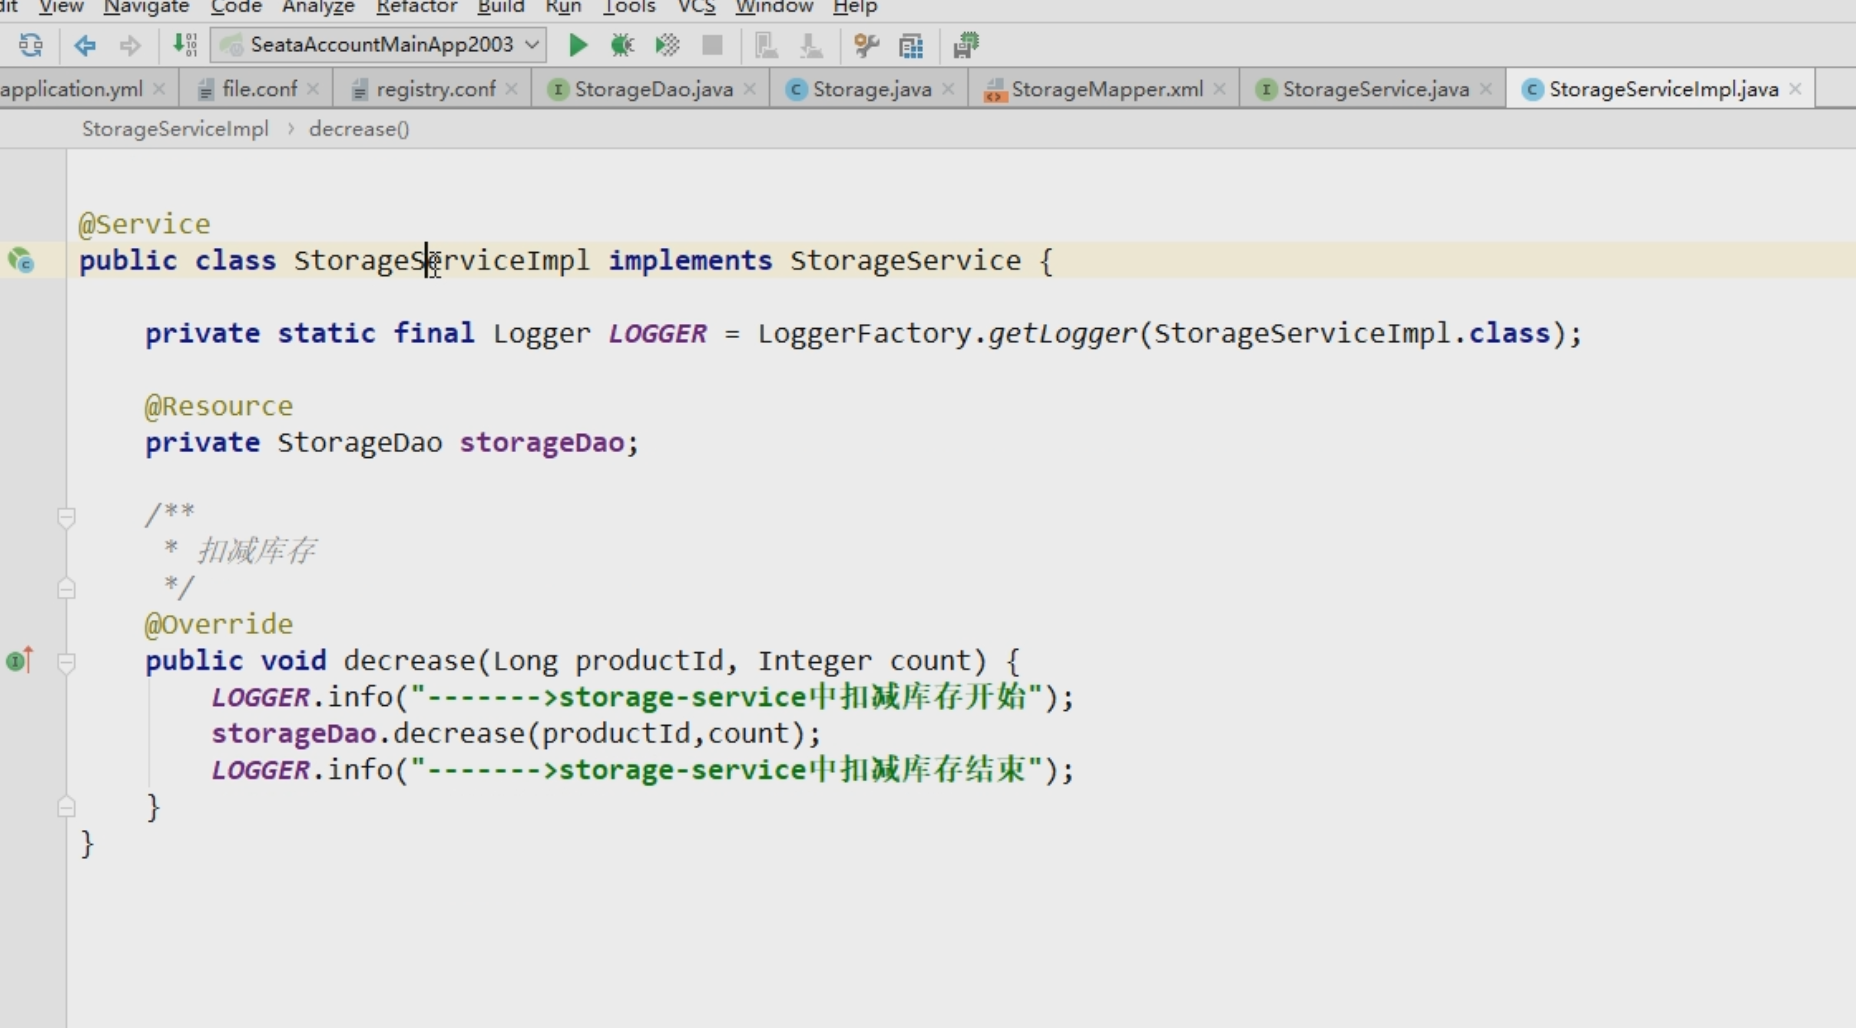 View Navigate Code Analyze Refactor Build Run Tools VCS Window Help
SeataAccountMainApp2003
application.yml file.conf registry.conf StorageDao.java Storage.java StorageMapper.xml StorageService.java StorageServiceImpl.java
StorageServiceImpl decrease()
@Service
public class StorageServiceImpl implements StorageService {
private static final Logger LOGGER = LoggerFactory.getLogger(StorageServiceImpl.class);
@Resource
private StorageDao storageDao;
/**
* 扣减库存
*/
@Override
public void decrease(Long productId, Integer count) {
LOGGER.info("------->storage-service中扣减库存开始");
storageDao.decrease(productId,count);
LOGGER.info("------->storage-service中扣减库存结束");
}
}